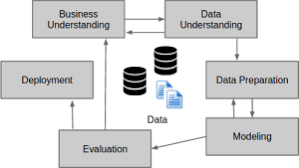 Business
Understanding
Data
Understanding
Deployment
Data Preparation
Data
Evaluation
Modeling